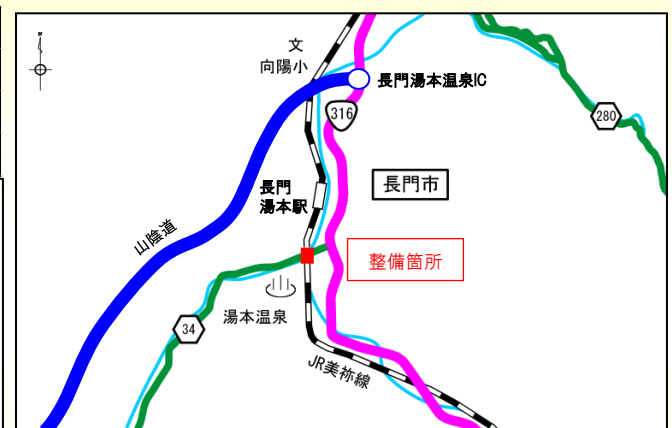 文
向陽小
長門湯本温泉IC
316
280
長門市
長門
湯本駅
山陰道
整備箇所
湯本温泉
34
JR美祢線